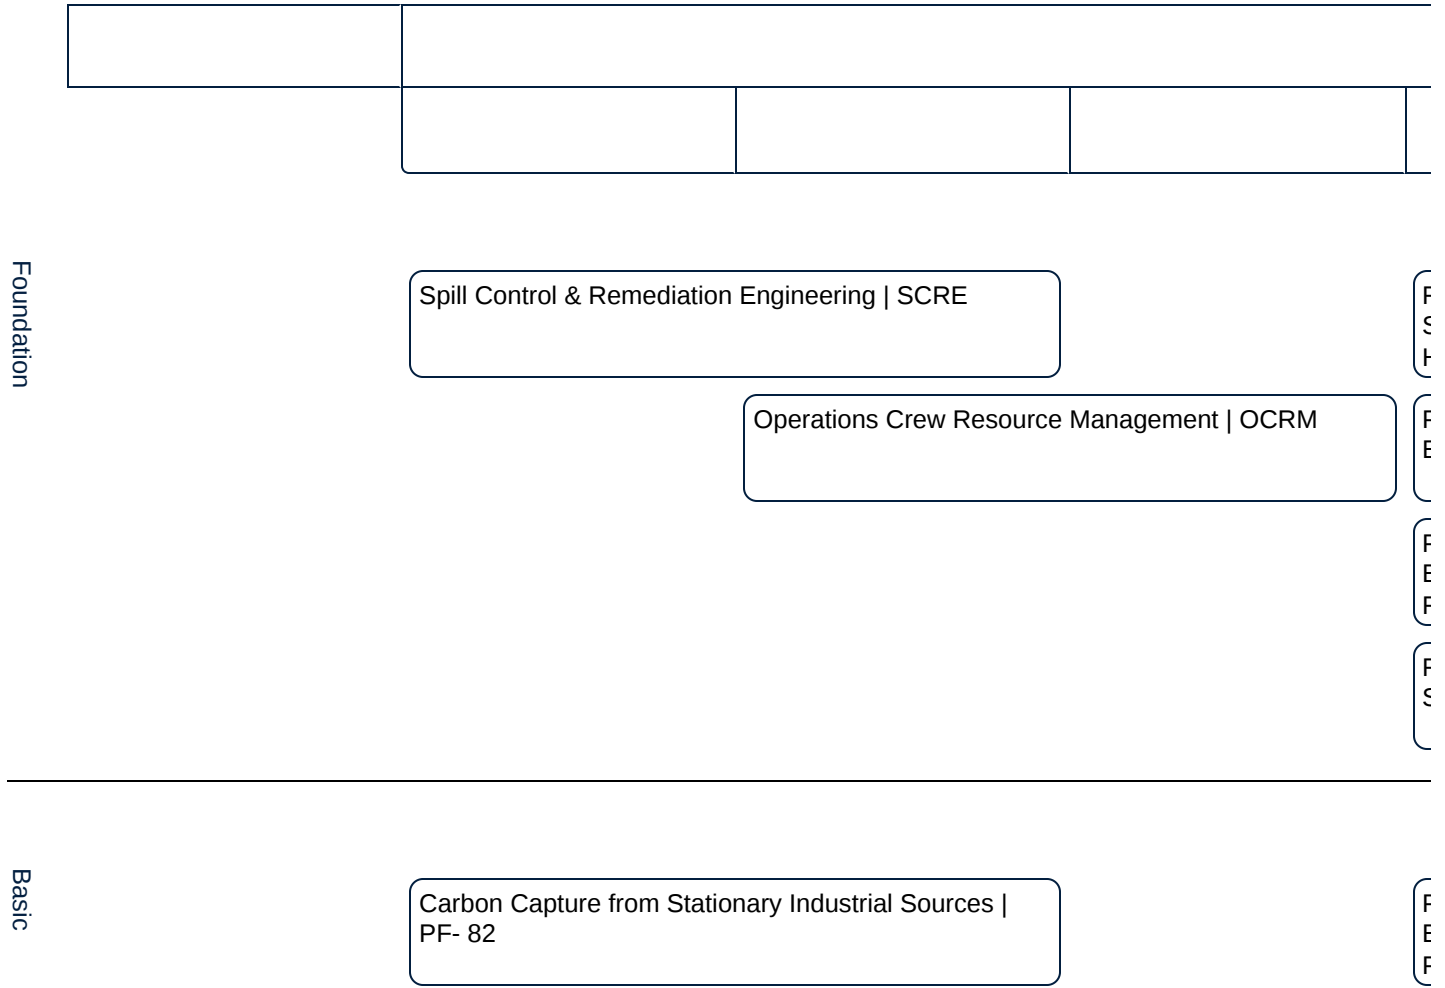 Foundation
Spill Control & Remediation Engineering | SCRE
Operations Crew Resource Management | OCRM
Basic
Carbon Capture from Stationary Industrial Sources |
PF- 82